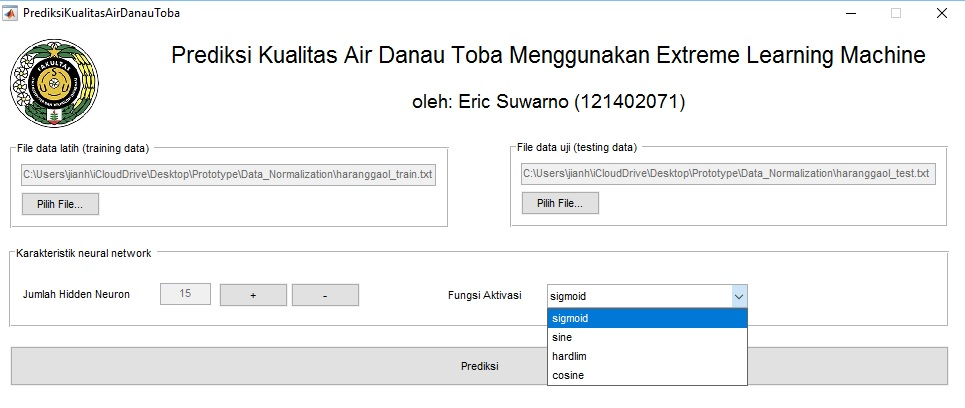 PrediksiKualitasAirDanauToba
Prediksi Kualitas Air Danau Toba Menggunakan Extreme Learning Machine
oleh: Eric Suwarno (121402071)
File data latih (training data)
C:\Users\jianh\iCloudDrive\Desktop\Prototype\Data_Normalization\haranggaol_train.txt
Pilih File...
File data uji (testing data)
C:\Users\jianh\iCloudDrive\Desktop\Prototype\Data_Normalization\haranggaol_test.txt
Pilih File...
Karakteristik neural network
Jumlah Hidden Neuron 15 + - Fungsi Aktivasi sigmoid
sigmoid
sine
hardlim
cosine
Prediksi